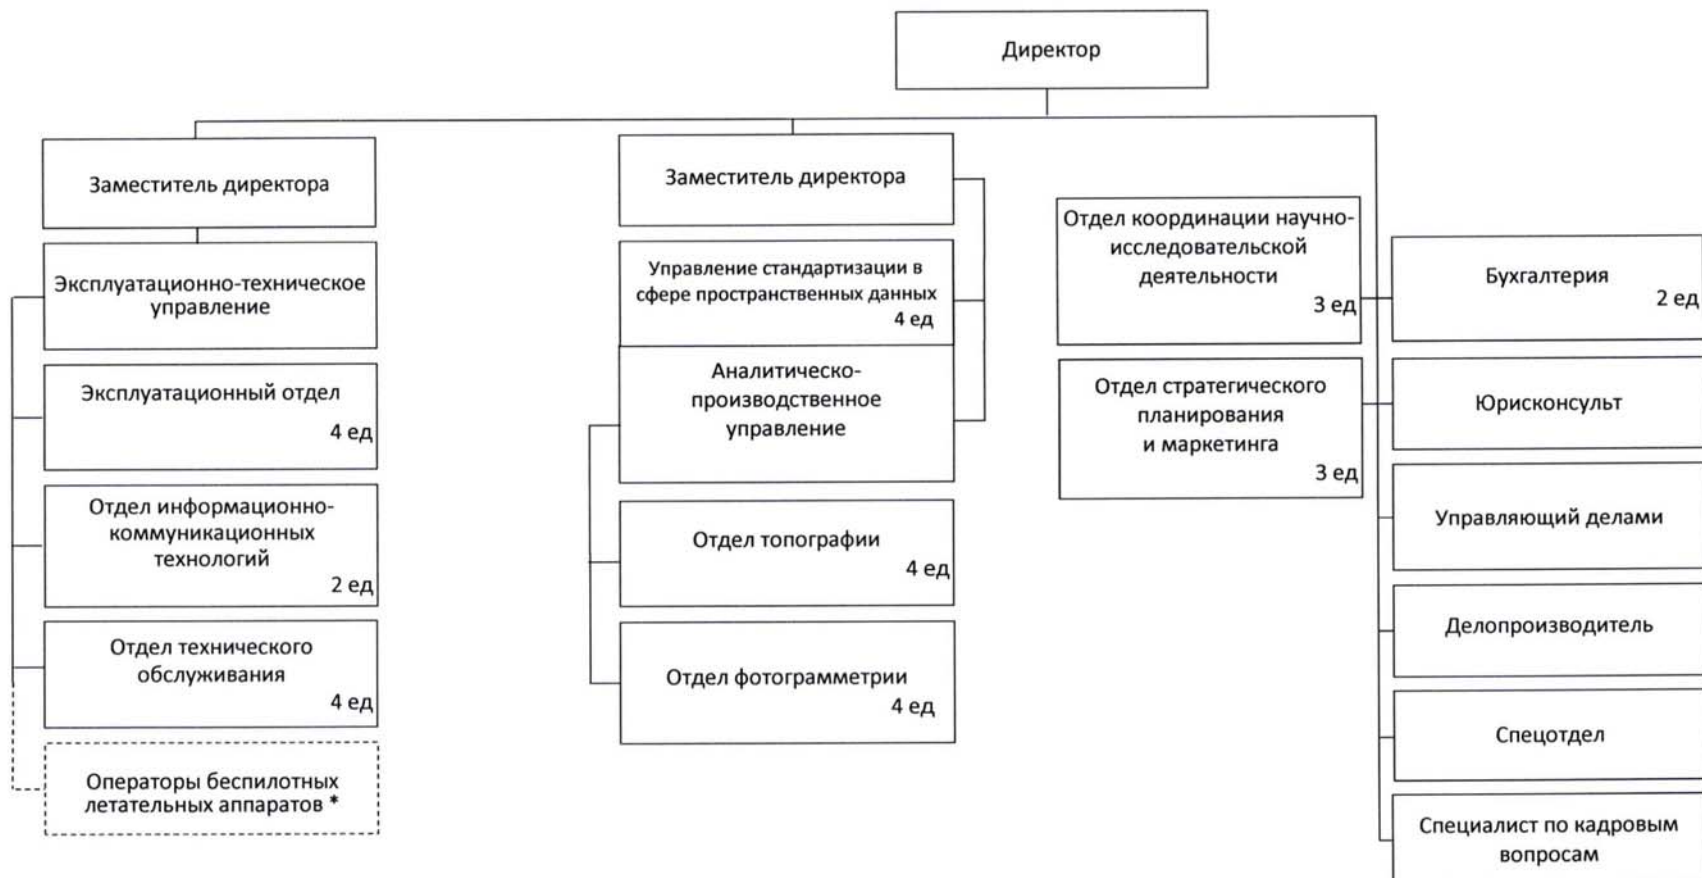 Директор
Заместитель директора
Эксплуатационно-техническое
управление
Эксплуатационный отдел
4 ед
Отдел информационно-
коммуникационных
технологий
2 ед
Отдел технического
обслуживания
4 ед
Операторы беспилотных
летательных аппаратов *
Заместитель директора
Управление стандартизации в
сфере пространственных данных
4 ед
Аналитическо-
производственное
управление
Отдел топографии
4 ед
Отдел фотограмметрии
4 ед
Отдел координации научно-
исследовательской
деятельности
3 ед
Отдел стратегического
планирования
и маркетинга
3 ед
Бухгалтерия
2 ед
Юрисконсульт
Управляющий делами
Делопроизводитель
Спецотдел
Специалист по кадровым
вопросам